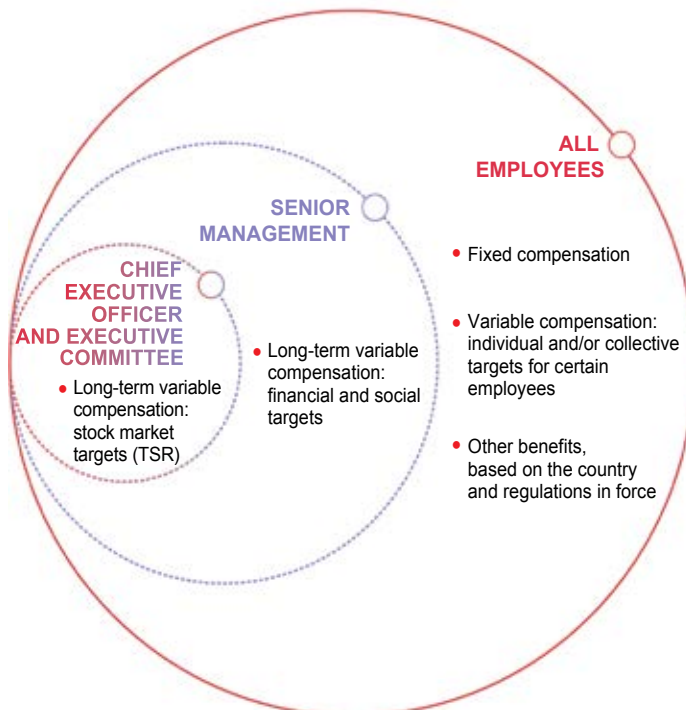 ALL
EMPLOYEES
SENIOR
MANAGEMENT
CHIEF
EXECUTIVE
OFFICER
AND EXECUTIVE
COMMITTEE
• Long-term variable
compensation:
stock market
targets (TSR)
• Long-term variable
compensation:
financial and social
targets
• Fixed compensation
• Variable compensation:
individual and/or collective
targets for certain
employees
• Other benefits,
based on the country
and regulations in force